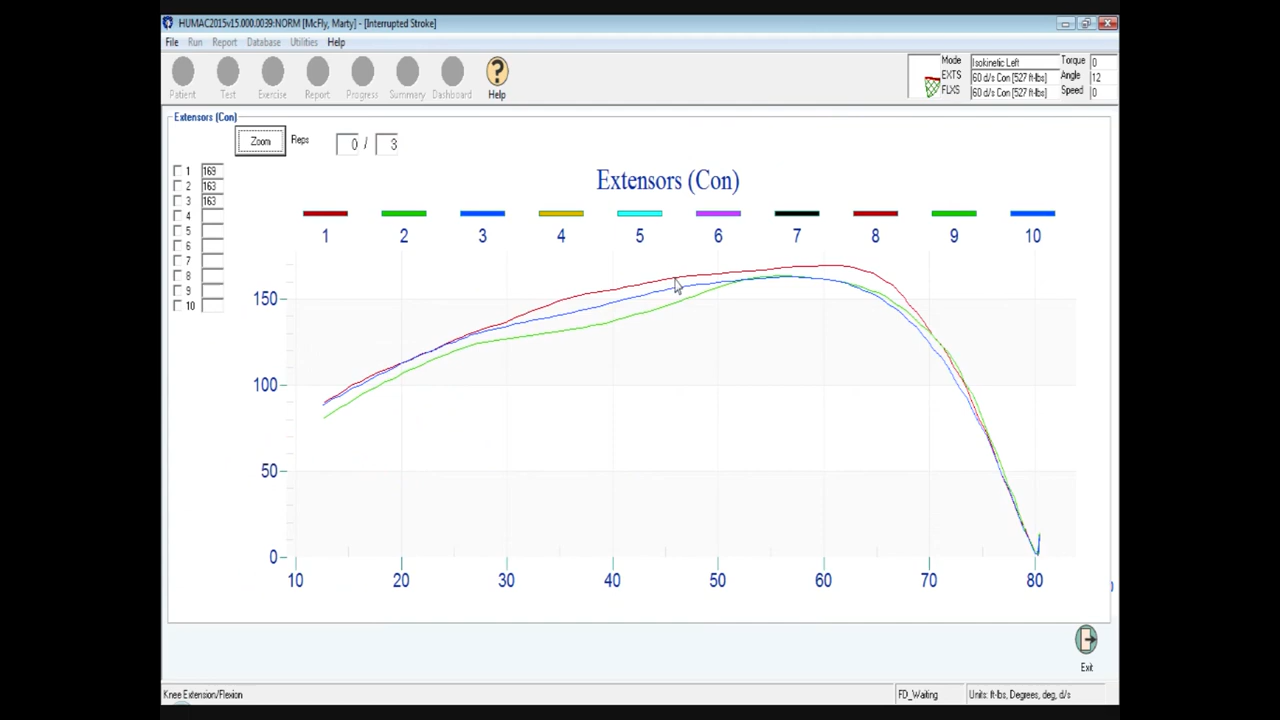 HUMAC2015v15.000.0039:NORM [McFly, Marty] - [Interrupted Stroke]
File Run Report Database Utilities Help
Patient Test Exercise Report Progress Summary Dashboard Help
Mode Isokinetic Left Torque 0
EXTS 60 d/s Con [527 ft-lbs] Angle 12
FLXS 60 d/s Con [527 ft-lbs] Speed 0
Extensors (Con)
Zoom Reps 0 / 3
1 169
2 163
3 163
4
5
6
7
8
9
10
Extensors (Con)
1 2 3 4 5 6 7 8 9 10
150
100
50
0
10 20 30 40 50 60 70 80
Exit
Knee Extension/Flexion FD_Waiting Units: ft-lbs, Degrees, deg, d/s